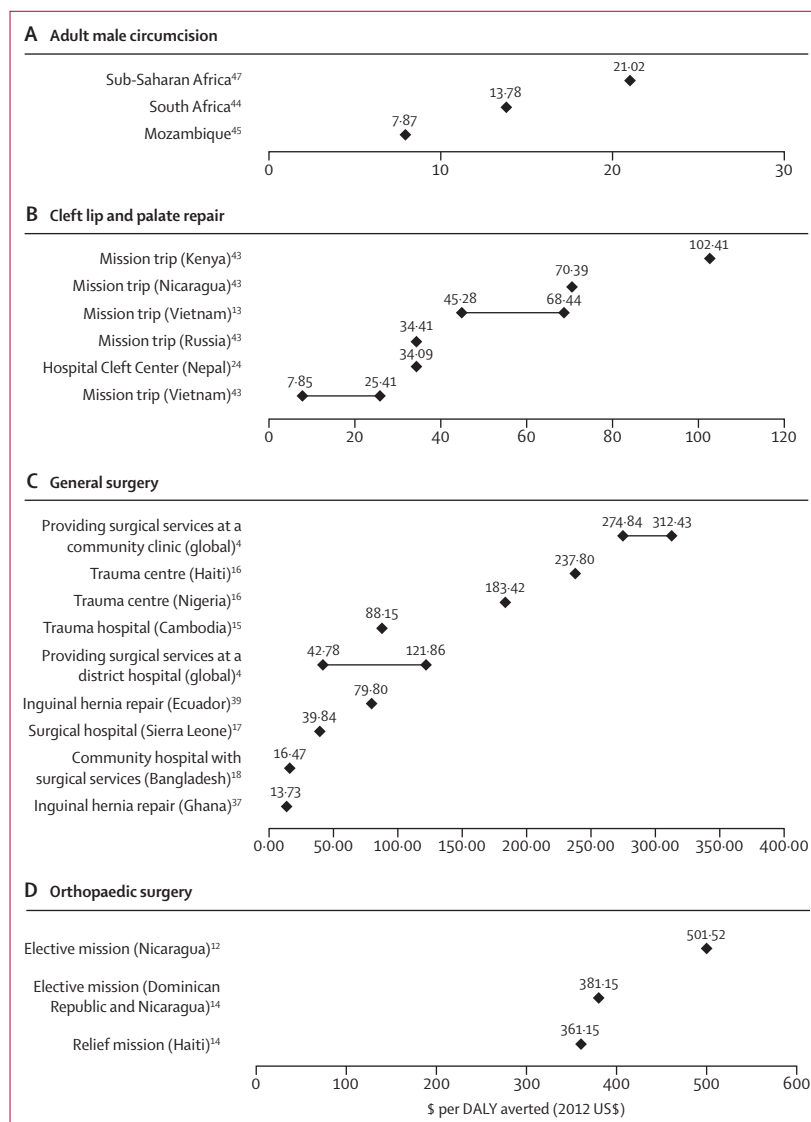 A Adult male circumcision
21·02
Sub-Saharan Africa⁴⁷
13·78
South Africa⁴⁴
7·87
Mozambique⁴⁵
0 10 20 30
B Cleft lip and palate repair
102·41
Mission trip (Kenya)⁴³
70·39
Mission trip (Nicaragua)⁴³
45·28 68·44
Mission trip (Vietnam)¹³
34·41
Mission trip (Russia)⁴³
34·09
Hospital Cleft Center (Nepal)²⁴
7·85 25·41
Mission trip (Vietnam)⁴³
0 20 40 60 80 100 120
C General surgery
274·84 312·43
Providing surgical services at a
community clinic (global)⁴
237·80
Trauma centre (Haiti)¹⁶
183·42
Trauma centre (Nigeria)¹⁶
88·15
Trauma hospital (Cambodia)¹⁵
42·78 121·86
Providing surgical services at a
district hospital (global)⁴
79·80
Inguinal hernia repair (Ecuador)³⁹
39·84
Surgical hospital (Sierra Leone)¹⁷
16·47
Community hospital with
surgical services (Bangladesh)¹⁸
13·73
Inguinal hernia repair (Ghana)³⁷
0·00 50·00 100·00 150·00 200·00 250·00 300·00 350·00 400·00
D Orthopaedic surgery
501·52
Elective mission (Nicaragua)¹²
381·15
Elective mission (Dominican
Republic and Nicaragua)¹⁴
361·15
Relief mission (Haiti)¹⁴
0 100 200 300 400 500 600
$ per DALY averted (2012 US$)